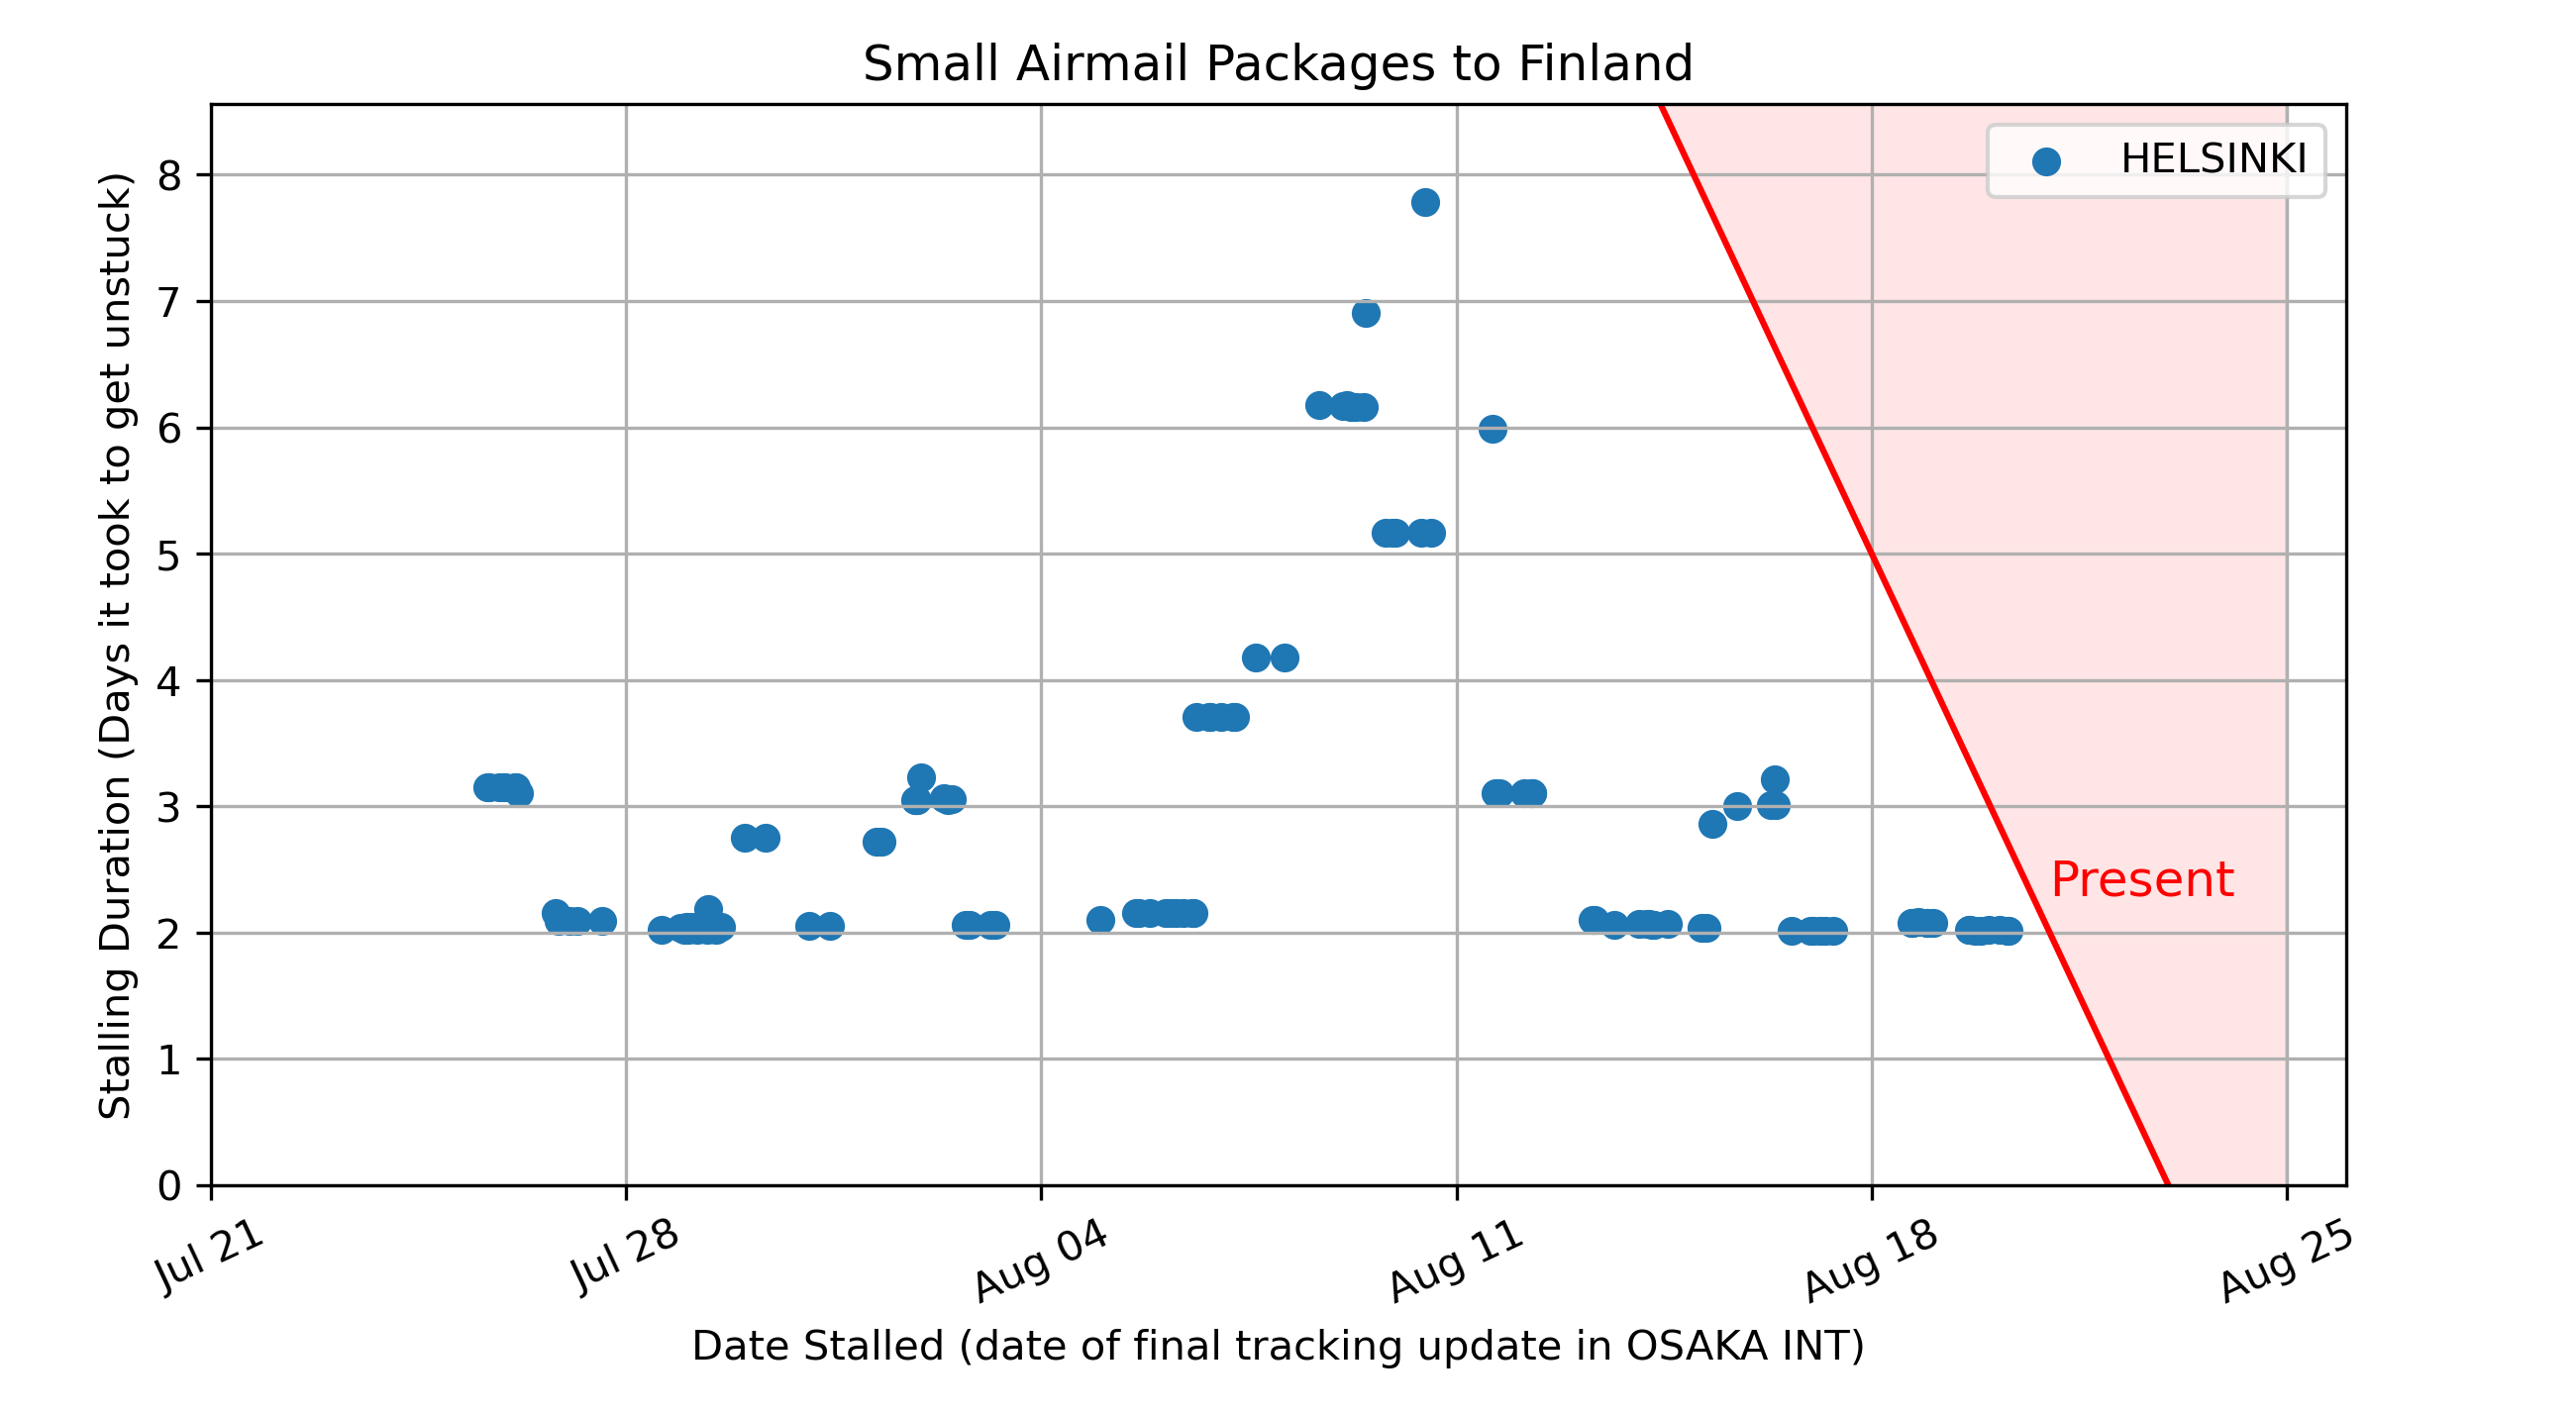 Small Airmail Packages to Finland
HELSINKI
Stalling Duration (Days it took to get unstuck)
8
7
6
5
4
3
2
1
0
Present
Jul 21
Jul 28
Aug 04
Aug 11
Aug 18
Aug 25
Date Stalled (date of final tracking update in OSAKA INT)